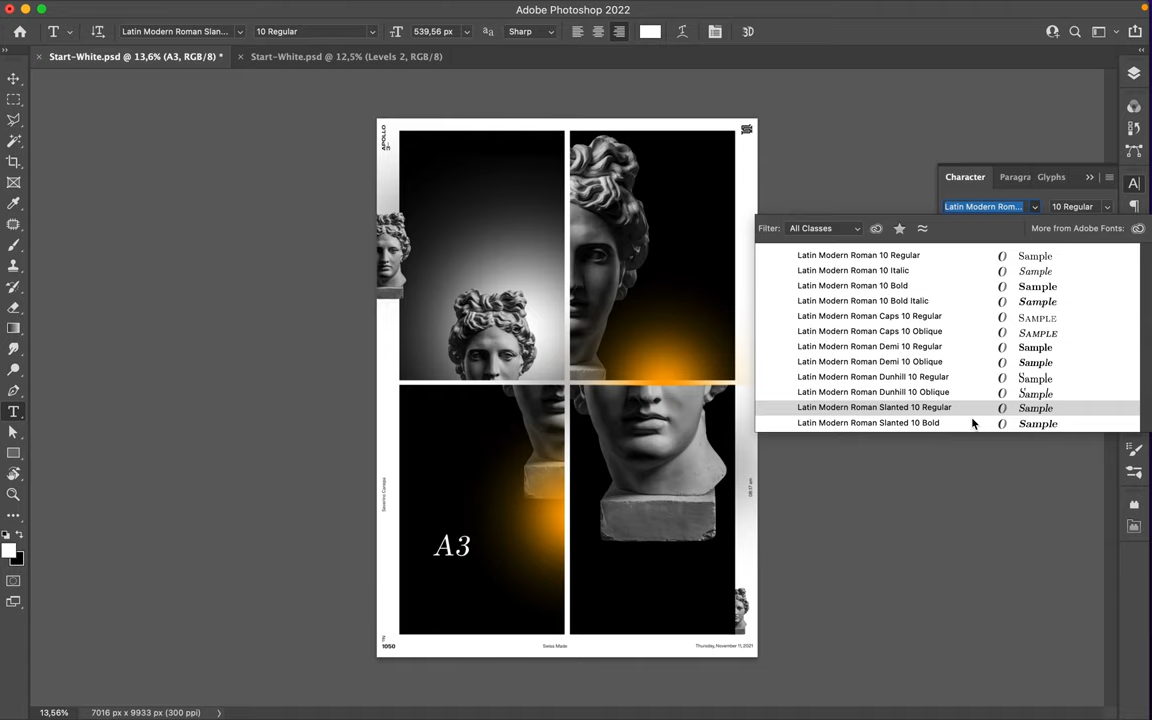 Adobe Photoshop 2022
Latin Modern Roman Slan... 10 Regular 539,56 px Sharp 3D
Start-White.psd @ 13,6% (A3, RGB/8) * Start-White.psd @ 12,5% (Levels 2, RGB/8)
APOLLO
Character Paragra Glyphs
Latin Modern Rom... 10 Regular
Filter: All Classes More from Adobe Fonts:
Latin Modern Roman 10 Regular Sample
Latin Modern Roman 10 Italic Sample
Latin Modern Roman 10 Bold Sample
Latin Modern Roman 10 Bold Italic Sample
Latin Modern Roman Caps 10 Regular SAMPLE
Latin Modern Roman Caps 10 Oblique SAMPLE
Latin Modern Roman Demi 10 Regular Sample
Latin Modern Roman Demi 10 Oblique Sample
Latin Modern Roman Dunhill 10 Regular Sample
Latin Modern Roman Dunhill 10 Oblique Sample
Latin Modern Roman Slanted 10 Regular Sample
Latin Modern Roman Slanted 10 Bold Sample
Severino Canepa
08:17 am
A3
1050 Swiss Made Thursday, November 11, 2021
13,56% 7016 px x 9933 px (300 ppi)